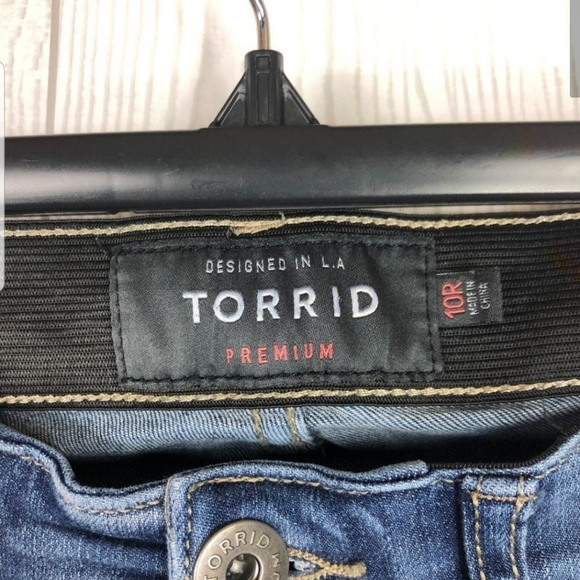 DESIGNED IN L.A
TORRID
PREMIUM
10R
MADE IN
CHINA
TORRID